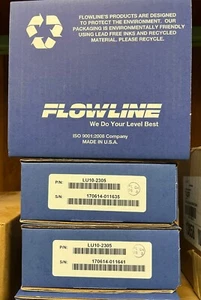 FLOWLINE'S PRODUCTS ARE DESIGNED
TO PROTECT THE ENVIRONMENT. OUR
PACKAGING IS ENVIRONMENTALLY FRIENDLY
USING LEAD FREE INKS AND RECYCLED
MATERIAL. PLEASE RECYCLE.
FLOWLINE
We Do Your Level Best
ISO 9001:2008 Company
MADE IN U.S.A.
P/N: LU10-2305
S/N: 170614-011635
P/N: LU10-2305
S/N: 170614-011641